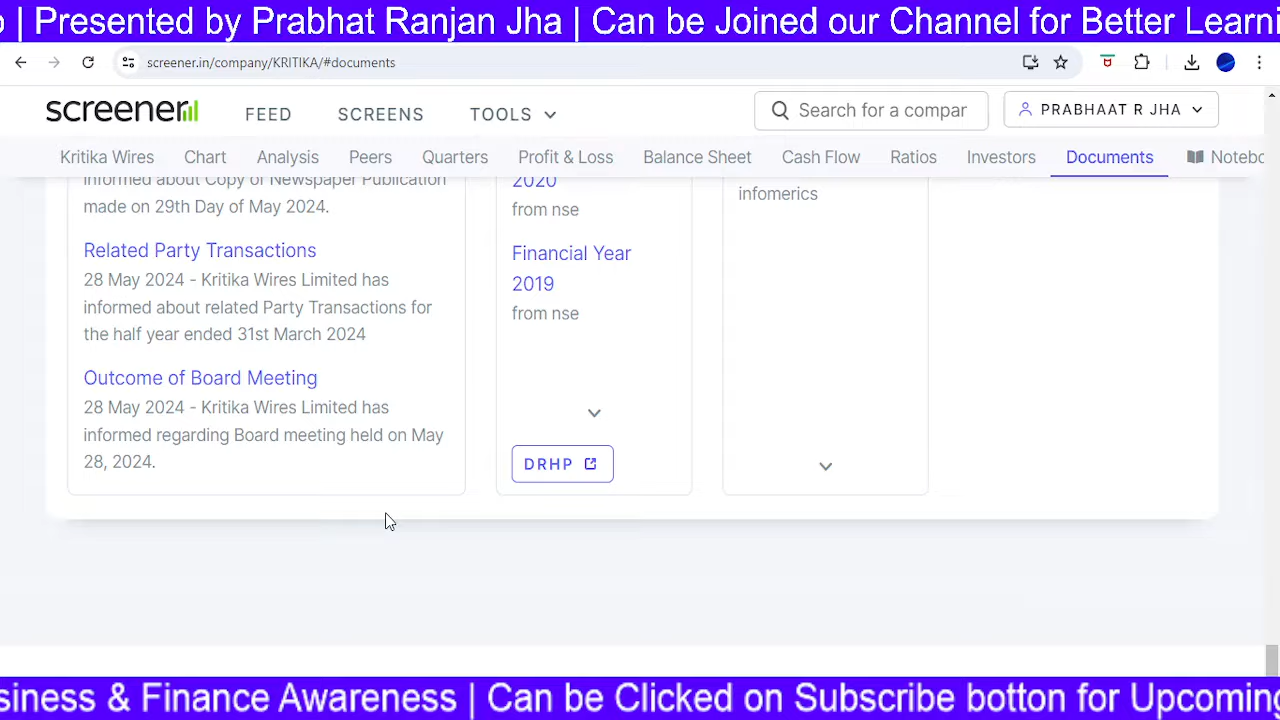 o | Presented by Prabhat Ranjan Jha | Can be Joined our Channel for Better Learni
screener.in/company/KRITIKA/#documents
screener
FEED
SCREENS
TOOLS
Search for a compar
PRABHAAT R JHA
Kritika Wires
Chart
Analysis
Peers
Quarters
Profit & Loss
Balance Sheet
Cash Flow
Ratios
Investors
Documents
Notebo
informed about Copy of Newspaper Publication
made on 29th Day of May 2024.
Related Party Transactions
28 May 2024 - Kritika Wires Limited has
informed about related Party Transactions for
the half year ended 31st March 2024
Outcome of Board Meeting
28 May 2024 - Kritika Wires Limited has
informed regarding Board meeting held on May
28, 2024.
2020
from nse
Financial Year
2019
from nse
DRHP
infomerics
siness & Finance Awareness | Can be Clicked on Subscribe botton for Upcoming